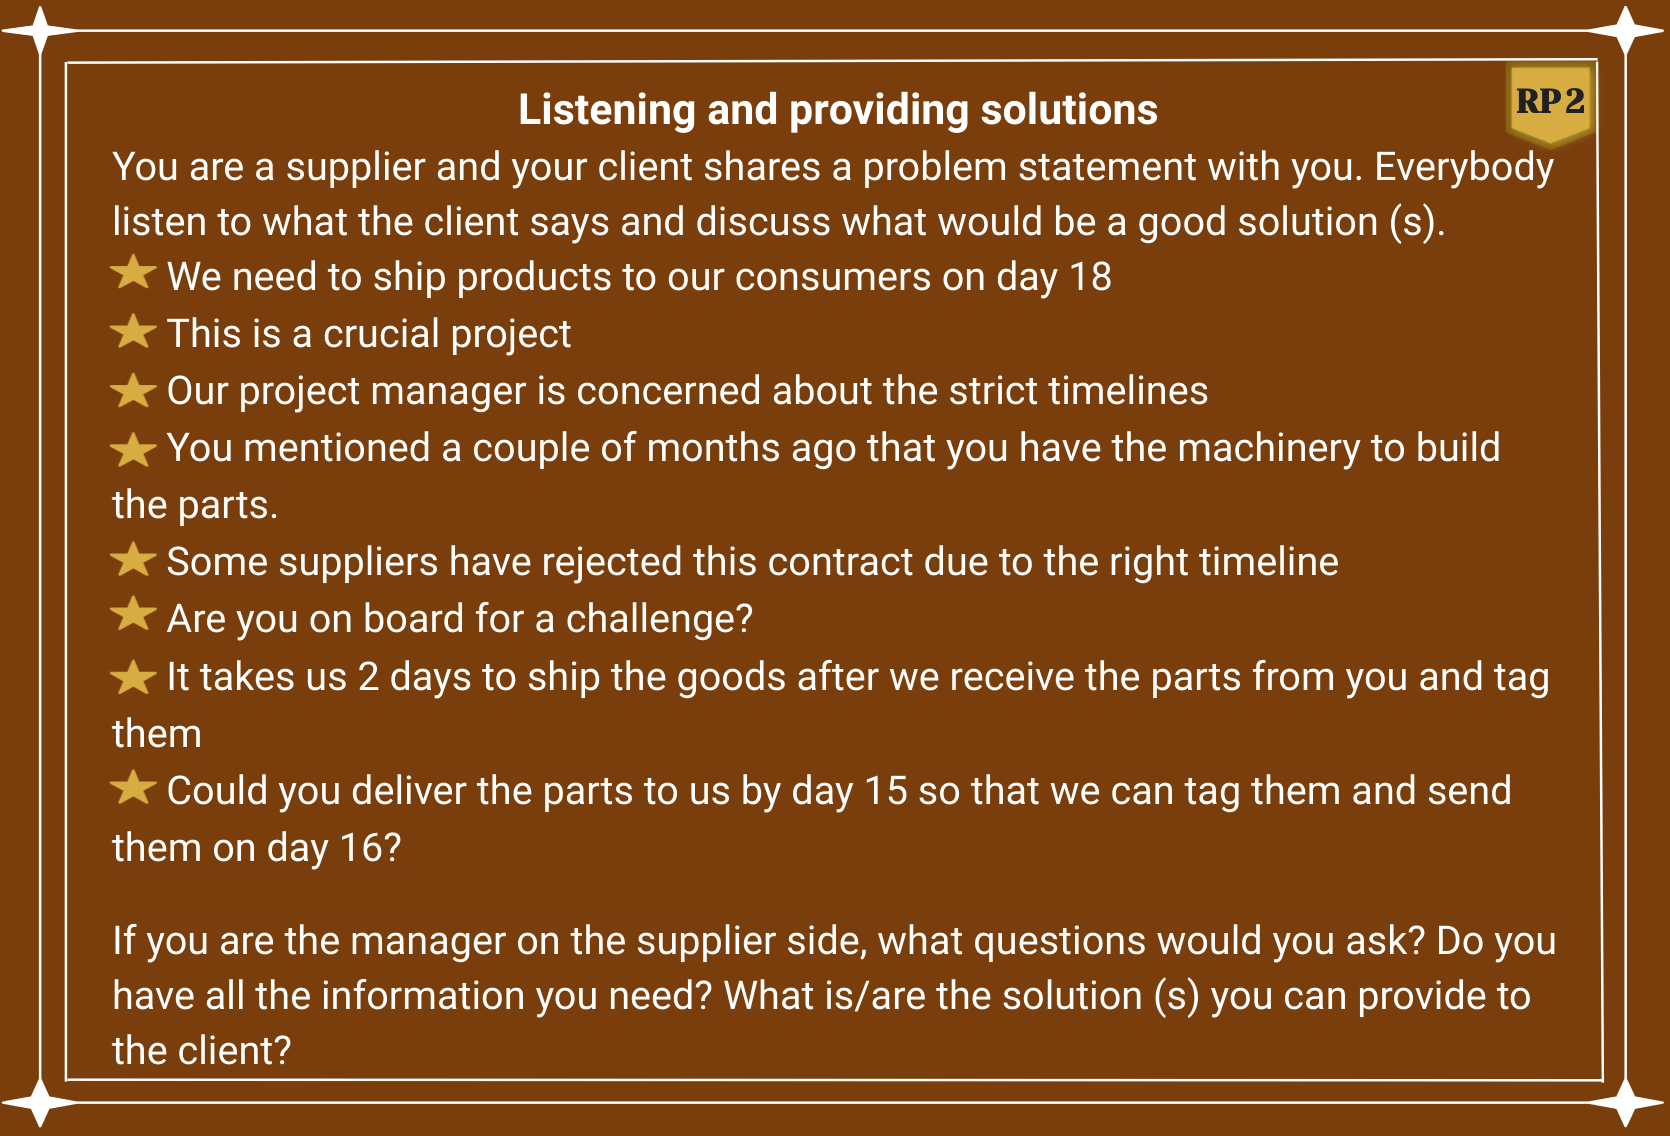 Listening and providing solutions
RP 2
You are a supplier and your client shares a problem statement with you. Everybody
listen to what the client says and discuss what would be a good solution (s).
We need to ship products to our consumers on day 18
This is a crucial project
Our project manager is concerned about the strict timelines
You mentioned a couple of months ago that you have the machinery to build
the parts.
Some suppliers have rejected this contract due to the right timeline
Are you on board for a challenge?
It takes us 2 days to ship the goods after we receive the parts from you and tag
them
Could you deliver the parts to us by day 15 so that we can tag them and send
them on day 16?
If you are the manager on the supplier side, what questions would you ask? Do you
have all the information you need? What is/are the solution (s) you can provide to
the client?